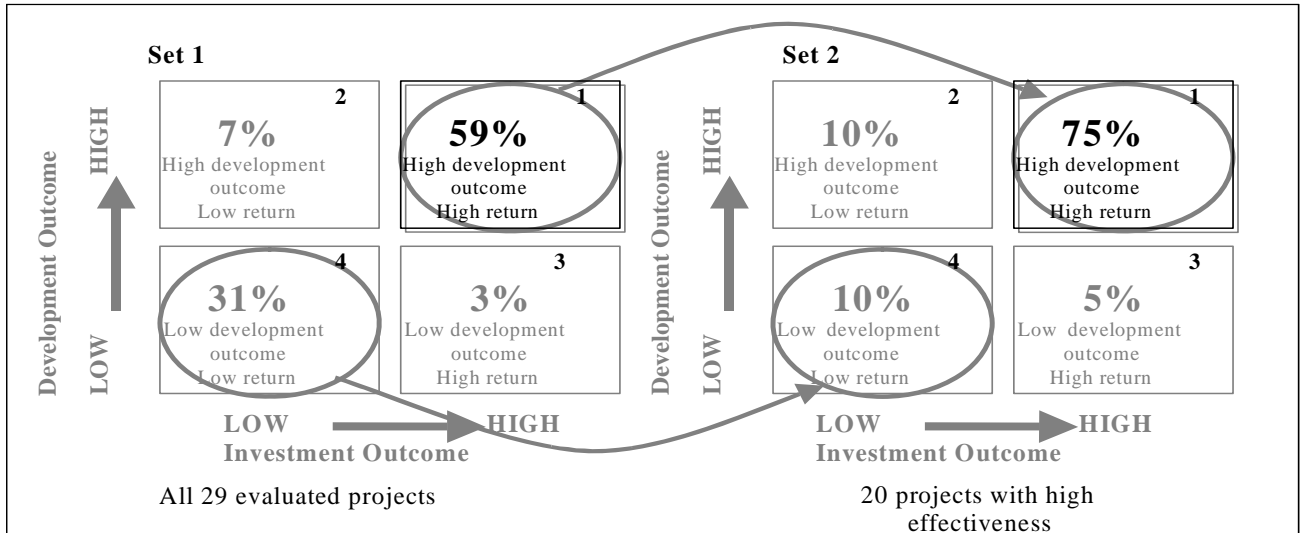 Set 1
2
7%
High development
outcome
Low return
1
59%
High development
outcome
High return
4
31%
Low development
outcome
Low return
3
3%
Low development
outcome
High return
Development Outcome
LOW
HIGH
LOW
HIGH
Investment Outcome
All 29 evaluated projects
Set 2
2
10%
High development
outcome
Low return
1
75%
High development
outcome
High return
4
10%
Low development
outcome
Low return
3
5%
Low development
outcome
High return
Development Outcome
LOW
HIGH
LOW
HIGH
Investment Outcome
20 projects with high
effectiveness